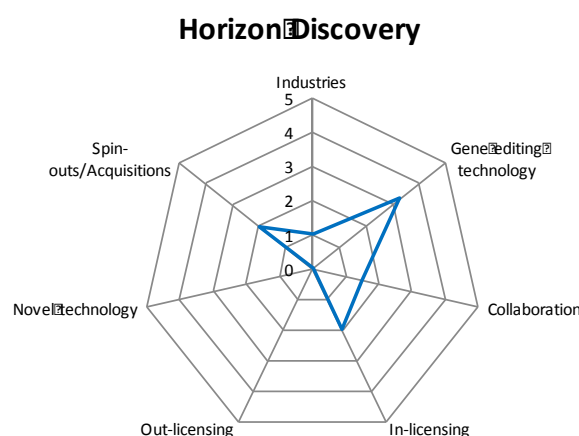 Horizon Discovery
Industries
5
4
3
2
1
0
Gene editing
technology
Collaboration
In-licensing
Out-licensing
Novel technology
Spin-
outs/Acquisitions